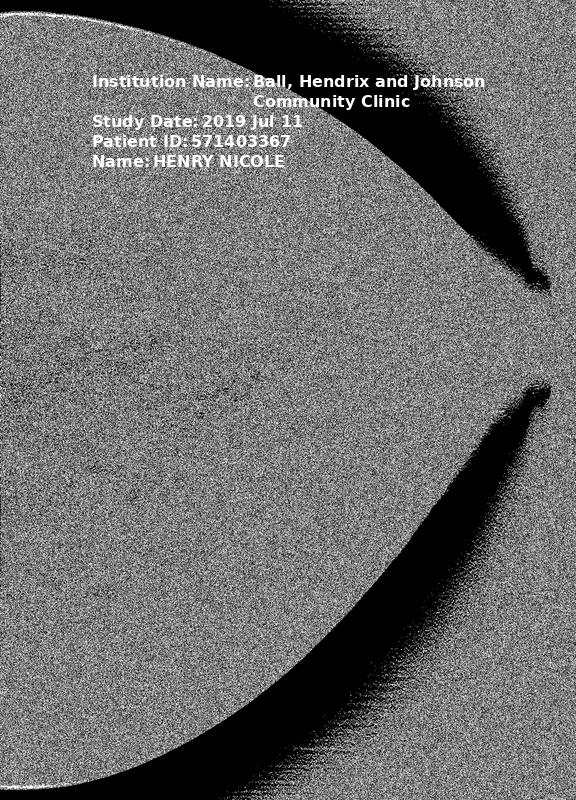 Institution Name: Ball, Hendrix and Johnson
Community Clinic
Study Date: 2019 Jul 11
Patient ID: 571403367
Name: HENRY NICOLE